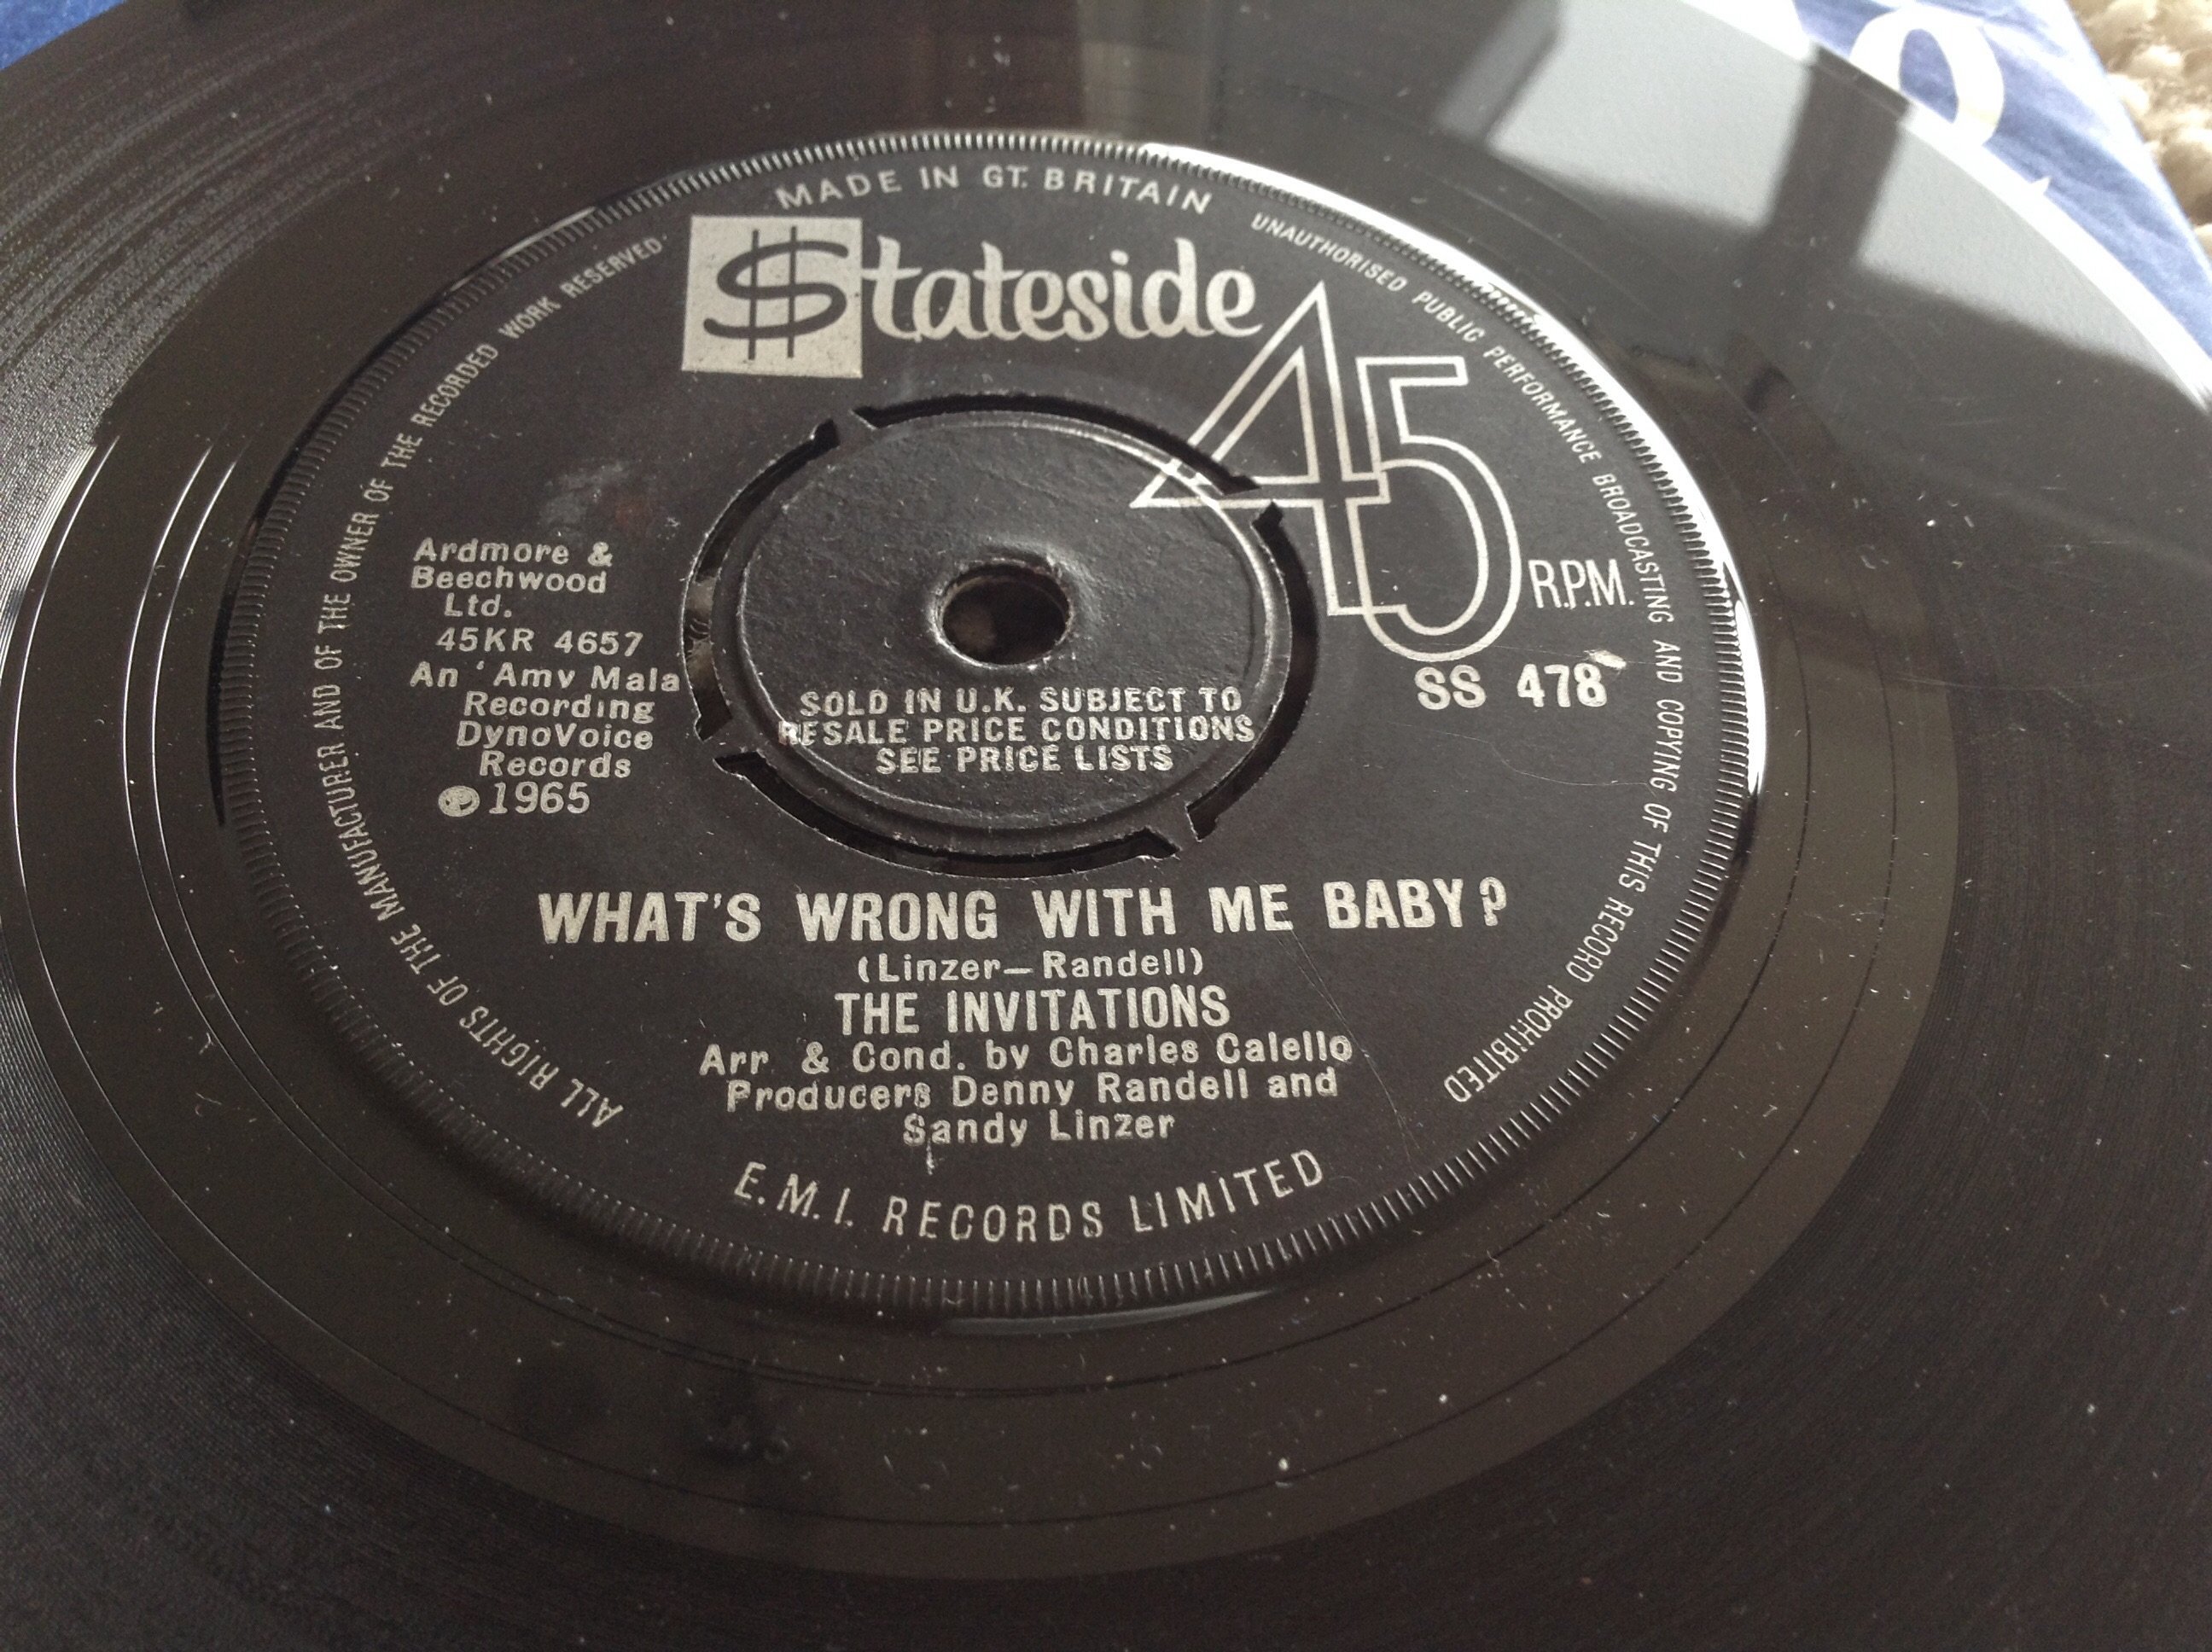 MADE IN GT. BRITAIN
Stateside
45
R.P.M.
SS 478
Ardmore &
Beechwood
Ltd.
45KR 4657
An ‘Amy Mala
Recording
DynoVoice
Records
℗ 1965
SOLD IN U.K. SUBJECT TO
RESALE PRICE CONDITIONS
SEE PRICE LISTS
WHAT'S WRONG WITH ME BABY?
(Linzer—Randell)
THE INVITATIONS
Arr & Cond. by Charles Calello
Producers Denny Randell and
Sandy Linzer
E.M.I. RECORDS LIMITED
ALL RIGHTS OF THE MANUFACTURER AND OF THE OWNER OF THE RECORDED WORK RESERVED
UNAUTHORISED PUBLIC PERFORMANCE BROADCASTING AND COPYING OF THIS RECORD PROHIBITED